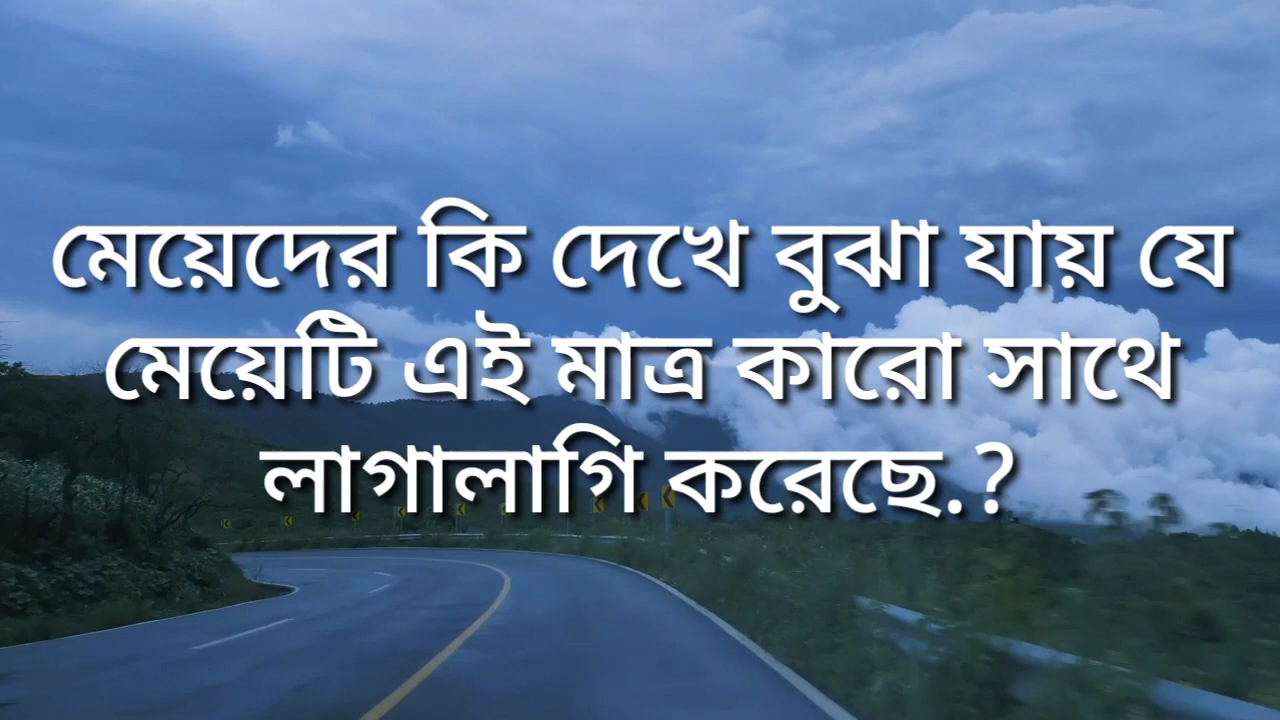 মেয়েদের কি দেখে বুঝা যায় যে
মেয়েটি এই মাত্র কারো সাথে
লাগালাগি করেছে.?